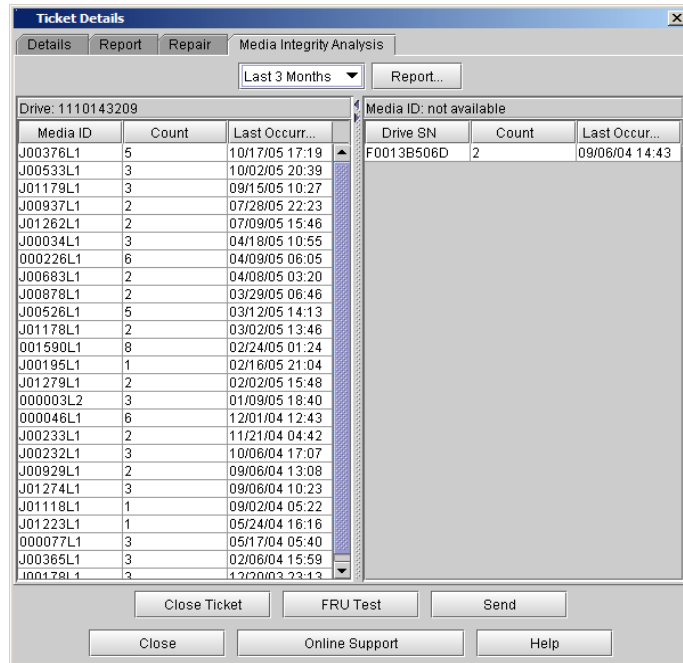 Ticket Details
Details Report Repair Media Integrity Analysis
Last 3 Months Report...
Drive: 1110143209 Media ID: not available
Media ID Count Last Occurr... Drive SN Count Last Occur...
J00376L1 5 10/17/05 17:19 F0013B506D 2 09/06/04 14:43
J00533L1 3 10/02/05 20:39
J01179L1 3 09/15/05 10:27
J00937L1 2 07/28/05 22:23
J01262L1 2 07/09/05 15:46
J00034L1 3 04/18/05 10:55
000226L1 6 04/09/05 06:05
J00683L1 2 04/08/05 03:20
J00878L1 2 03/29/05 06:46
J00526L1 5 03/12/05 14:13
J01178L1 2 03/02/05 13:46
001590L1 8 02/24/05 01:24
J00195L1 1 02/16/05 21:04
J01279L1 2 02/02/05 15:48
000003L2 3 01/09/05 18:40
000046L1 6 12/01/04 12:43
J00233L1 2 11/21/04 04:42
J00232L1 3 10/06/04 17:07
J00929L1 2 09/06/04 13:08
J01274L1 3 09/06/04 10:23
J01118L1 1 09/02/04 05:22
J01223L1 1 05/24/04 16:16
000077L1 3 05/17/04 05:40
J00365L1 3 02/06/04 15:59
J00178L1 3 12/20/03 23:13
Close Ticket FRU Test Send
Close Online Support Help